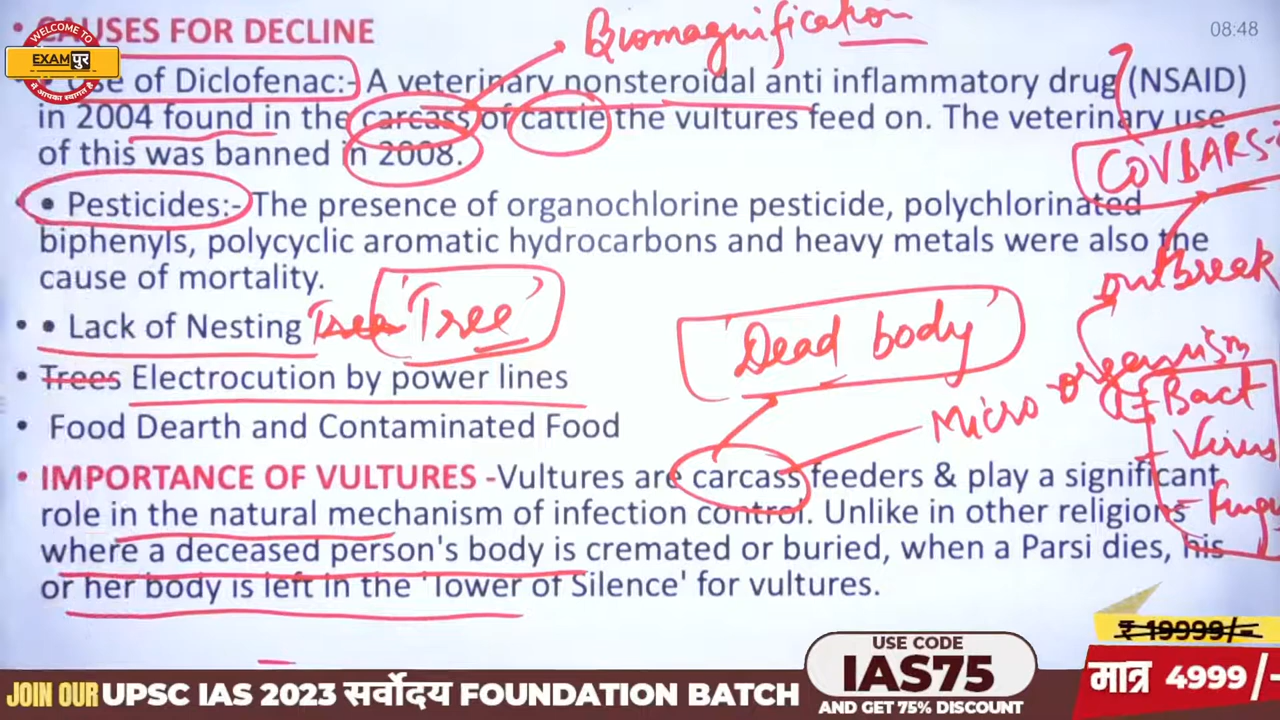 • CAUSES FOR DECLINE
08:48
Biomagnification
WELCOME TO
EXAMपुर
में आपका स्वागत है
Use of Diclofenac:- A veterinary nonsteroidal anti inflammatory drug (NSAID)
in 2004 found in the carcass of cattle the vultures feed on. The veterinary use
of this was banned in 2008.
• Pesticides:- The presence of organochlorine pesticide, polychlorinated
biphenyls, polycyclic aromatic hydrocarbons and heavy metals were also the
cause of mortality.
outbreak
• • Lack of Nesting Tree 'Tree'
'Dead body'
• Trees Electrocution by power lines
Micro organism
Bact
Virus
• Food Dearth and Contaminated Food
• IMPORTANCE OF VULTURES -Vultures are carcass feeders & play a significant
role in the natural mechanism of infection control. Unlike in other religions
where a deceased person's body is cremated or buried, when a Parsi dies, his
or her body is left in the 'Tower of Silence' for vultures.
₹ 19999/-
USE CODE
IAS75
AND GET 75% DISCOUNT
मात्र 4999/-
JOIN OUR UPSC IAS 2023 सर्वोदय FOUNDATION BATCH